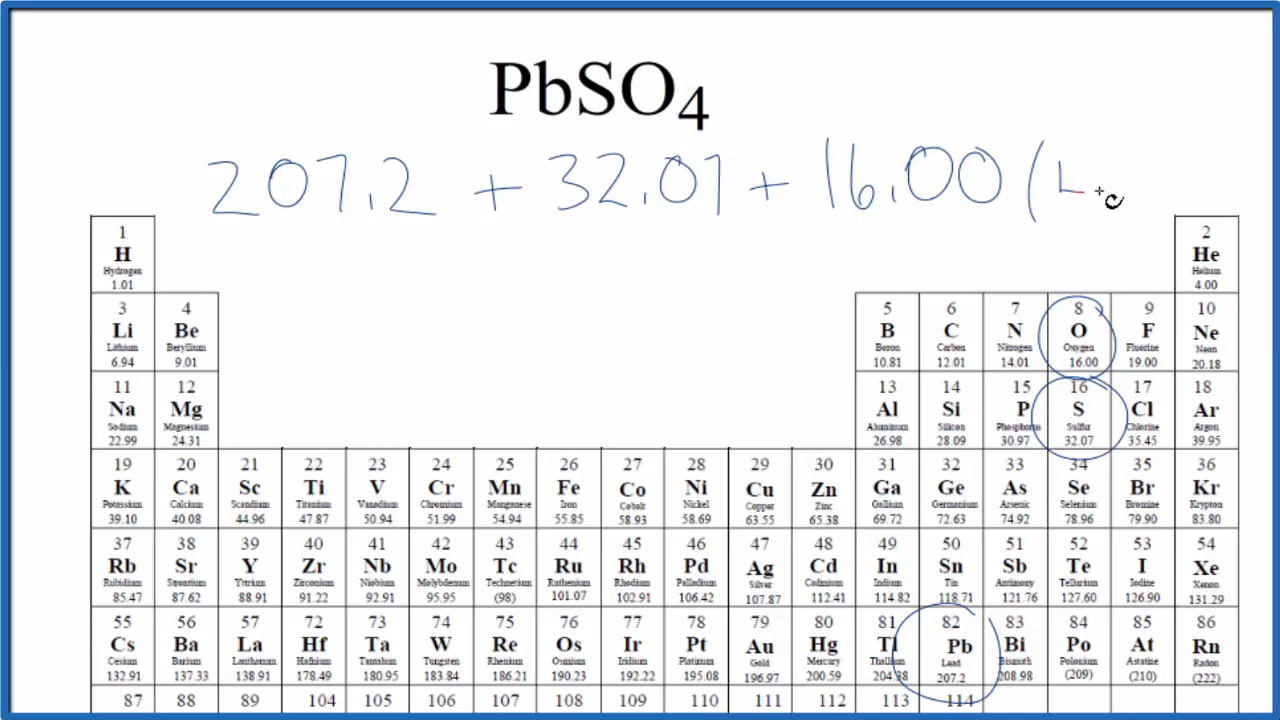 PbSO4
207.2 + 32.07 + 16.00 (4
1 2
H He
Hydrogen Helium
1.01 4.00
3 4 5 6 7 8 9 10
Li Be B C N O F Ne
Lithium Beryllium Boron Carbon Nitrogen Oxygen Fluorine Neon
6.94 9.01 10.81 12.01 14.01 16.00 19.00 20.18
11 12 13 14 15 16 17 18
Na Mg Al Si P S Cl Ar
Sodium Magnesium Aluminum Silicon Phosphorus Sulfur Chlorine Argon
22.99 24.31 26.98 28.09 30.97 32.07 35.45 39.95
19 20 21 22 23 24 25 26 27 28 29 30 31 32 33 34 35 36
K Ca Sc Ti V Cr Mn Fe Co Ni Cu Zn Ga Ge As Se Br Kr
Potassium Calcium Scandium Titanium Vanadium Chromium Manganese Iron Cobalt Nickel Copper Zinc Gallium Germanium Arsenic Selenium Bromine Krypton
39.10 40.08 44.96 47.87 50.94 51.99 54.94 55.85 58.93 58.69 63.55 65.38 69.72 72.63 74.92 78.96 79.90 83.80
37 38 39 40 41 42 43 44 45 46 47 48 49 50 51 52 53 54
Rb Sr Y Zr Nb Mo Tc Ru Rh Pd Ag Cd In Sn Sb Te I Xe
Rubidium Strontium Yttrium Zirconium Niobium Molybdenum Technetium Ruthenium Rhodium Palladium Silver Cadmium Indium Tin Antimony Tellurium Iodine Xenon
85.47 87.62 88.91 91.22 92.91 95.95 (98) 101.07 102.91 106.42 107.87 112.41 114.82 118.71 121.76 127.60 126.90 131.29
55 56 57 72 73 74 75 76 77 78 79 80 81 82 83 84 85 86
Cs Ba La Hf Ta W Re Os Ir Pt Au Hg Tl Pb Bi Po At Rn
Cesium Barium Lanthanum Hafnium Tantalum Tungsten Rhenium Osmium Iridium Platinum Gold Mercury Thallium Lead Bismuth Polonium Astatine Radon
132.91 137.33 138.91 178.49 180.95 183.84 186.21 190.23 192.22 195.08 196.97 200.59 204.38 207.2 208.98 (209) (210) (222)
87 88 89 104 105 106 107 108 109 110 111 112 113 114